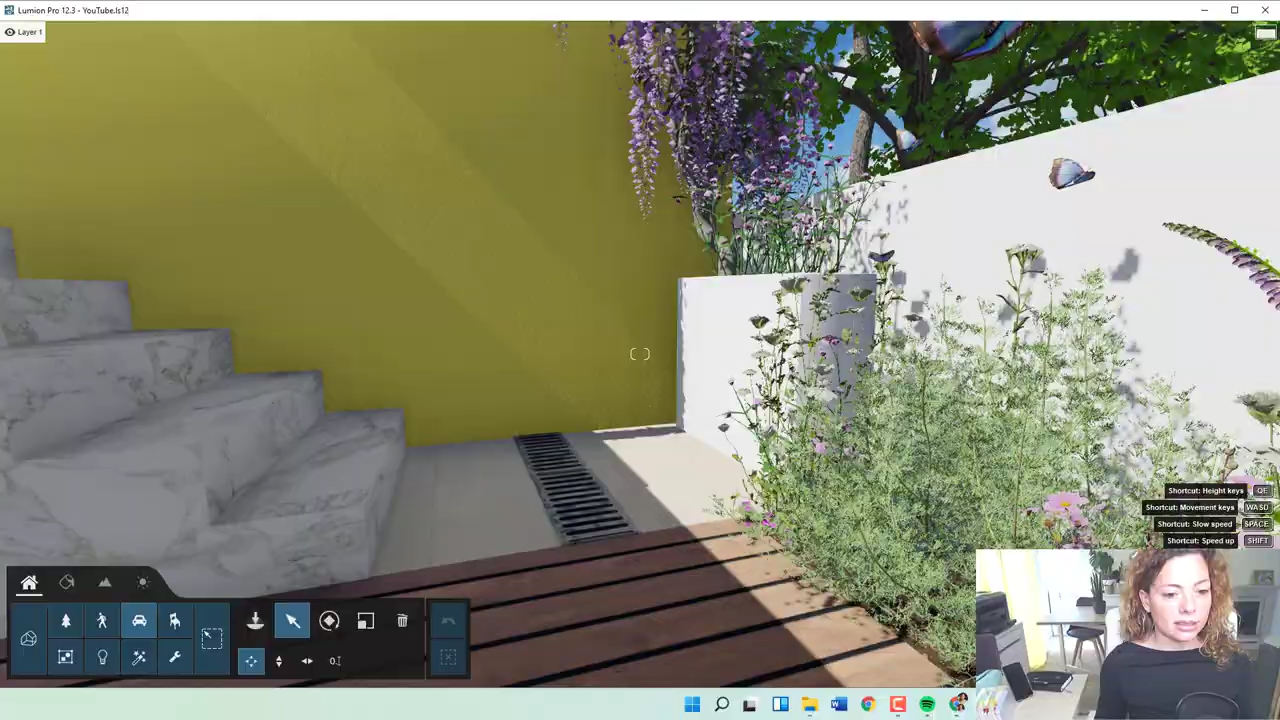 Lumion Pro 12.3 - YouTube.ls12
Layer 1
Shortcut: Height keys QE
Shortcut: Movement keys WASD
Shortcut: Slow speed SPACE
Shortcut: Speed up SHIFT